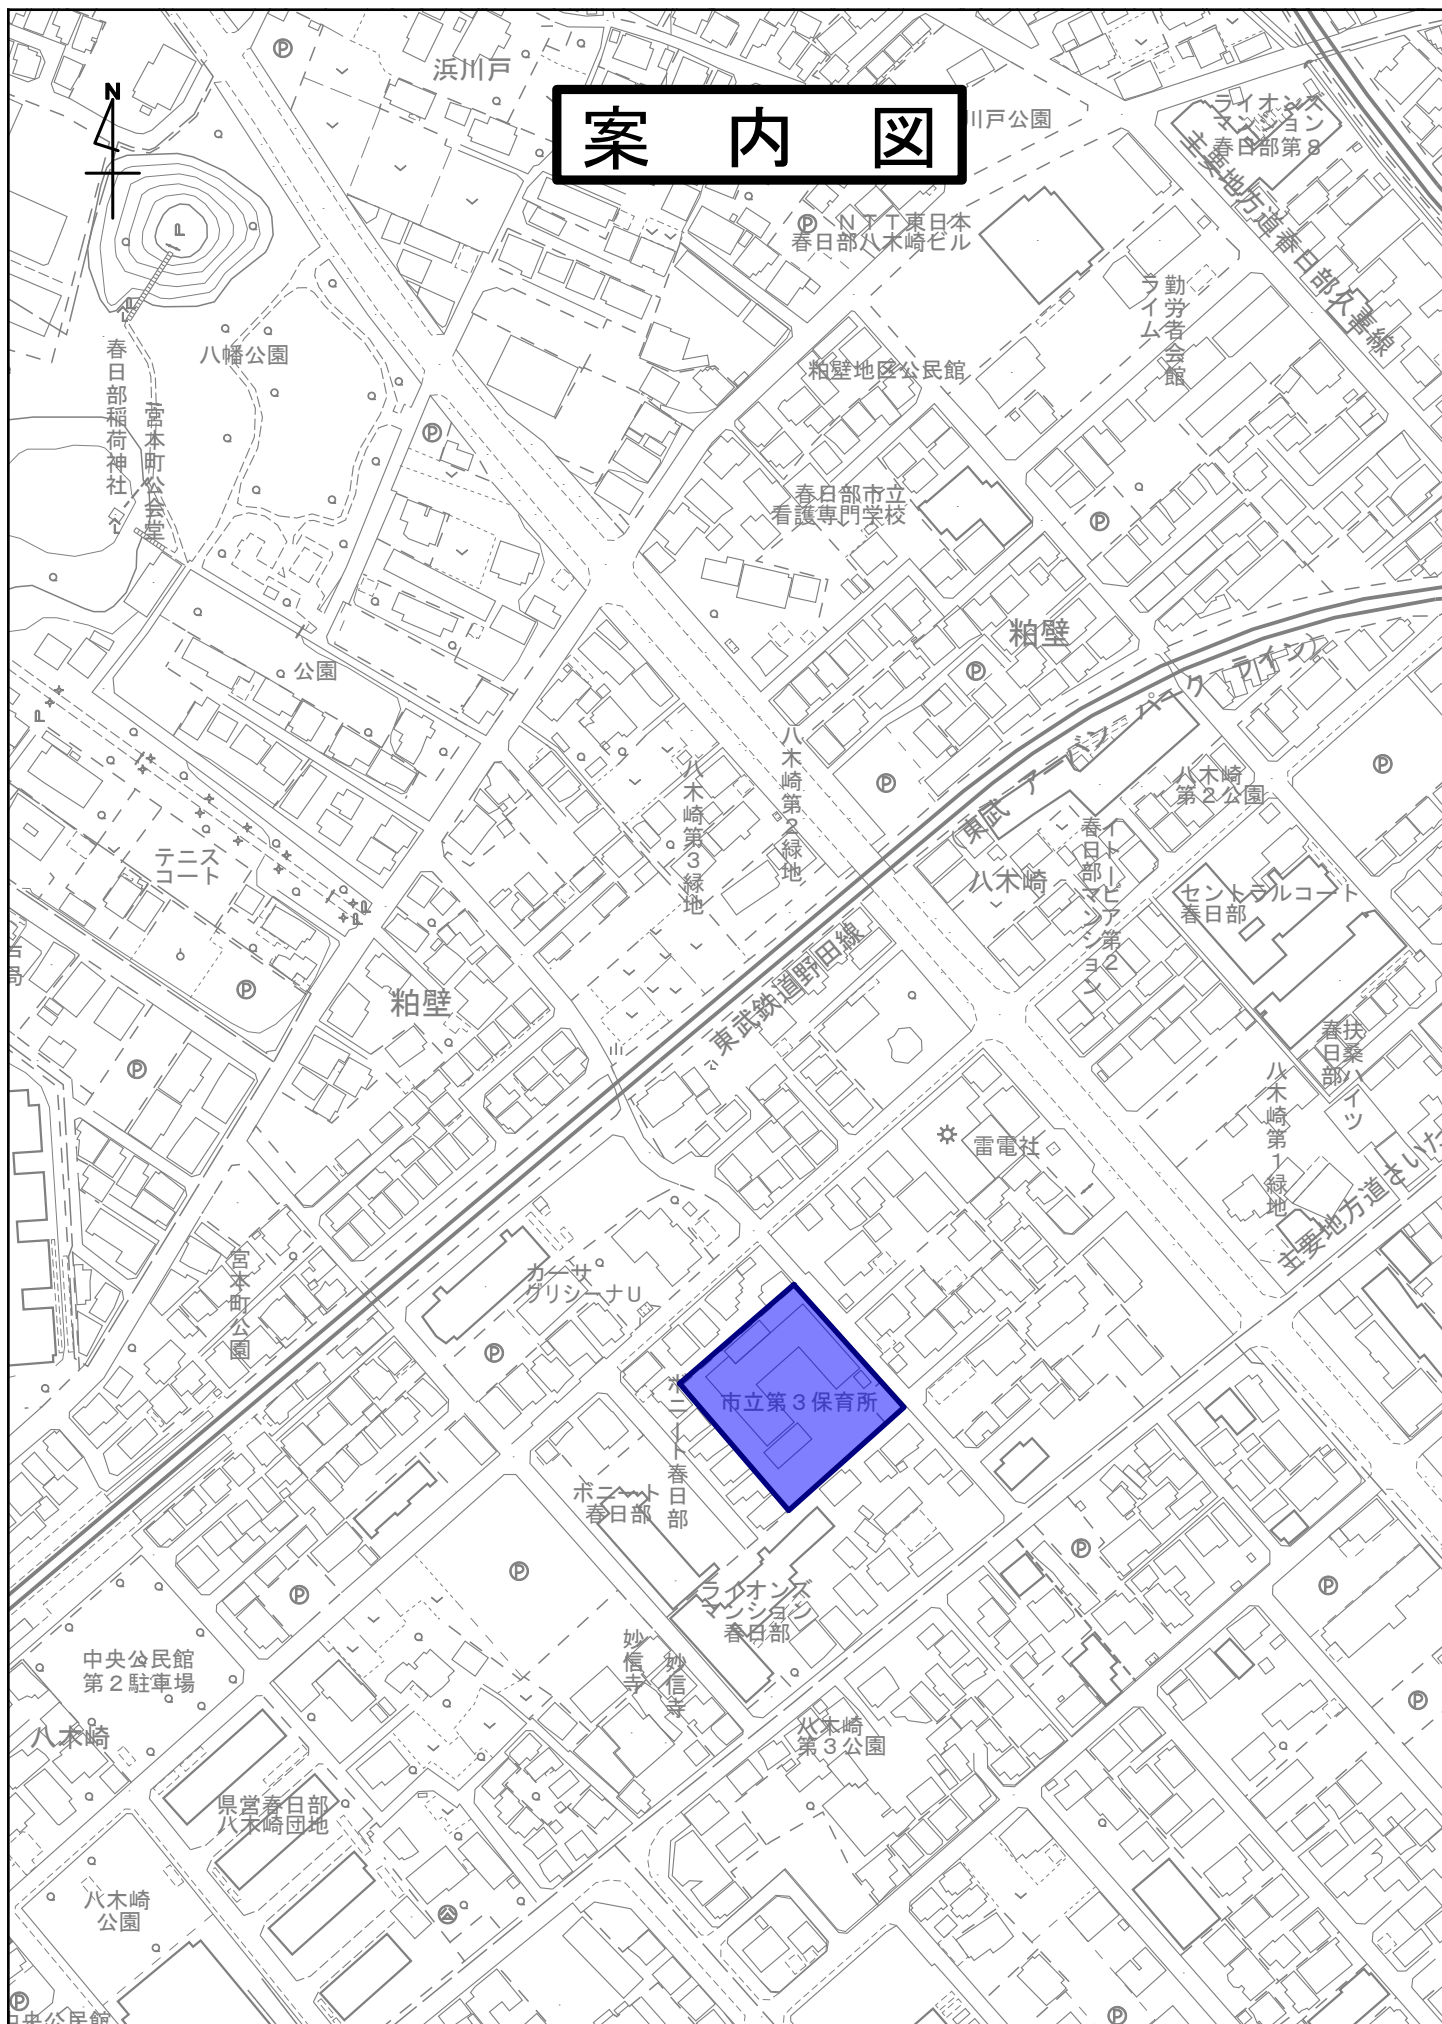 N
浜川戸
案内図
川戸公園
ライオンズ
マンション
春日部第8
主要地方道春日部久喜線
NTT東日本
春日部八木崎ビル
勤労者会館
ライム
八幡公園
粕壁地区公民館
春日部稲荷神社
宮本町公会堂
春日部市立
看護専門学校
粕壁
公園
(東武 アーバン パーク ライン)
八木崎第2緑地
八木崎第3緑地
八木崎
第2公園
テニス
コート
八木崎
イトーピア第2
春日部マンション
セントラルコート
春日部
東武鉄道野田線
粕壁
扶桑ハイツ
春日部
八木崎第1緑地
雷電社
主要地方道さいた
宮本町公園
カーサ
グリシーナU
市立第3保育所
ボニート春日部
ボニート
春日部
ライオンズ
マンション
春日部
妙信寺
妙信寺
中央公民館
第2駐車場
八木崎
八木崎
第3公園
県営春日部
八木崎団地
八木崎
公園
中央公民館